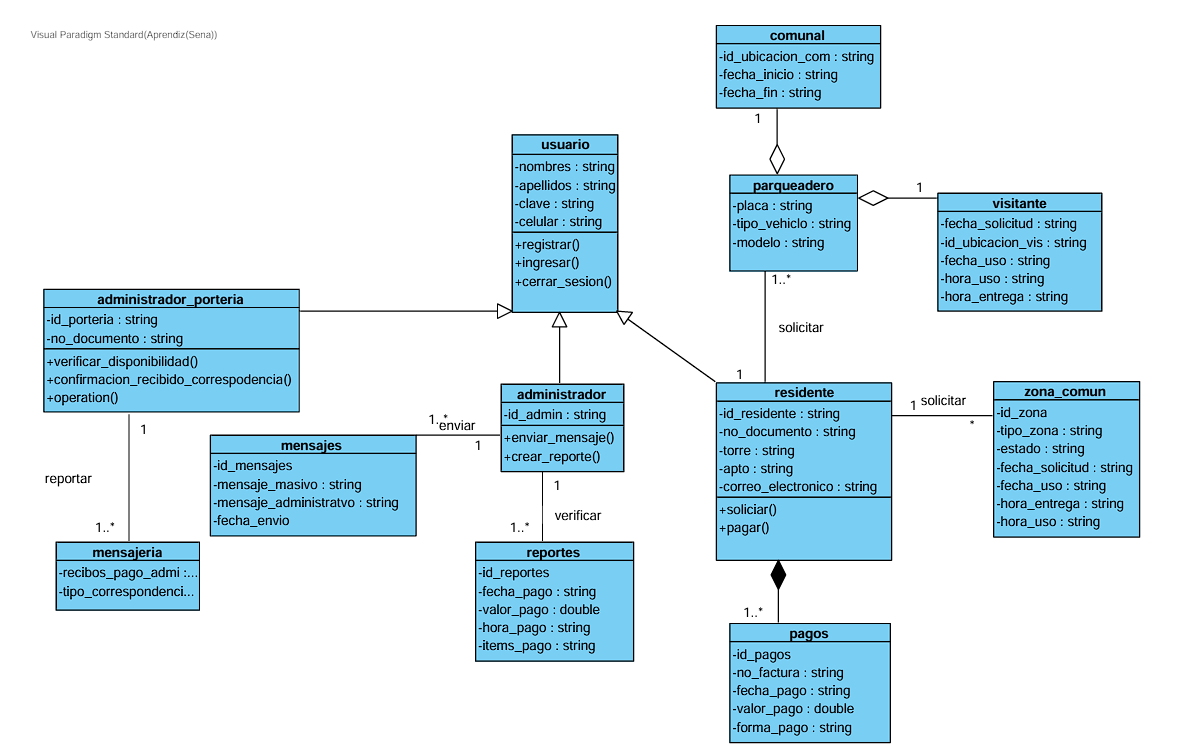 Visual Paradigm Standard(Aprendiz(Sena))
comunal
-id_ubicacion_com : string
-fecha_inicio : string
-fecha_fin : string
1
usuario
-nombres : string
-apellidos : string
-clave : string
-celular : string
+registrar()
+ingresar()
+cerrar_sesion()
parqueadero
-placa : string
-tipo_vehiclo : string
-modelo : string
1
visitante
-fecha_solicitud : string
-id_ubicacion_vis : string
-fecha_uso : string
-hora_uso : string
-hora_entrega : string
1..*
solicitar
1
administrador_porteria
-id_porteria : string
-no_documento : string
+verificar_disponibilidad()
+confirmacion_recibido_correspodencia()
+operation()
administrador
-id_admin : string
+enviar_mensaje()
+crear_reporte()
residente
-id_residente : string
-no_documento : string
-torre : string
-apto : string
-correo_electronico : string
+soliciar()
+pagar()
1 solicitar
*
zona_comun
-id_zona
-tipo_zona : string
-estado : string
-fecha_solicitud : string
-fecha_uso : string
-hora_entrega : string
-hora_uso : string
1..*
enviar
1
mensajes
-id_mensajes
-mensaje_masivo : string
-mensaje_administratvo : string
-fecha_envio
1
reportar
1..*
mensajeria
-recibos_pago_admi :...
-tipo_correspondenci...
1
verificar
1..*
reportes
-id_reportes
-fecha_pago : string
-valor_pago : double
-hora_pago : string
-items_pago : string
1..*
pagos
-id_pagos
-no_factura : string
-fecha_pago : string
-valor_pago : double
-forma_pago : string